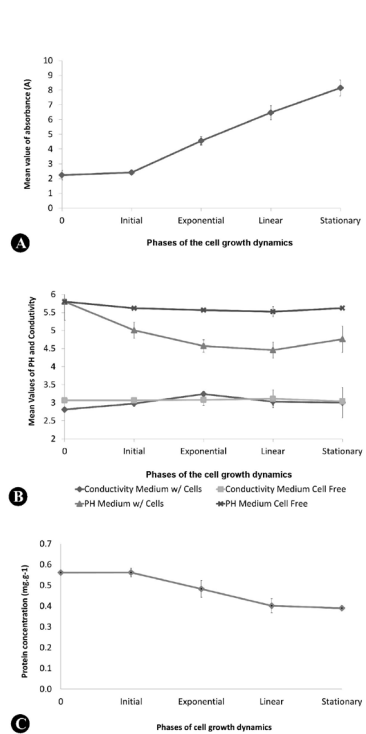 10
9
8
7
6
5
4
3
2
1
0
Mean value of absorbance (A)
0 Initial Exponential Linear Stationary
Phases of the cell growth dynamics
A
6
5.5
5
4.5
4
3.5
3
2.5
2
Mean Values of PH and Conductivity
0 Initial Exponential Linear Stationary
Phases of the cell growth dynamics
Conductivity Medium w/ Cells Conductivity Medium Cell Free
PH Medium w/ Cells PH Medium Cell Free
B
0.7
0.6
0.5
0.4
0.3
0.2
0.1
0.0
Protein concentration (mg.g-1)
0 Initial Exponential Linear Stationary
Phases of cell growth dynamics
C